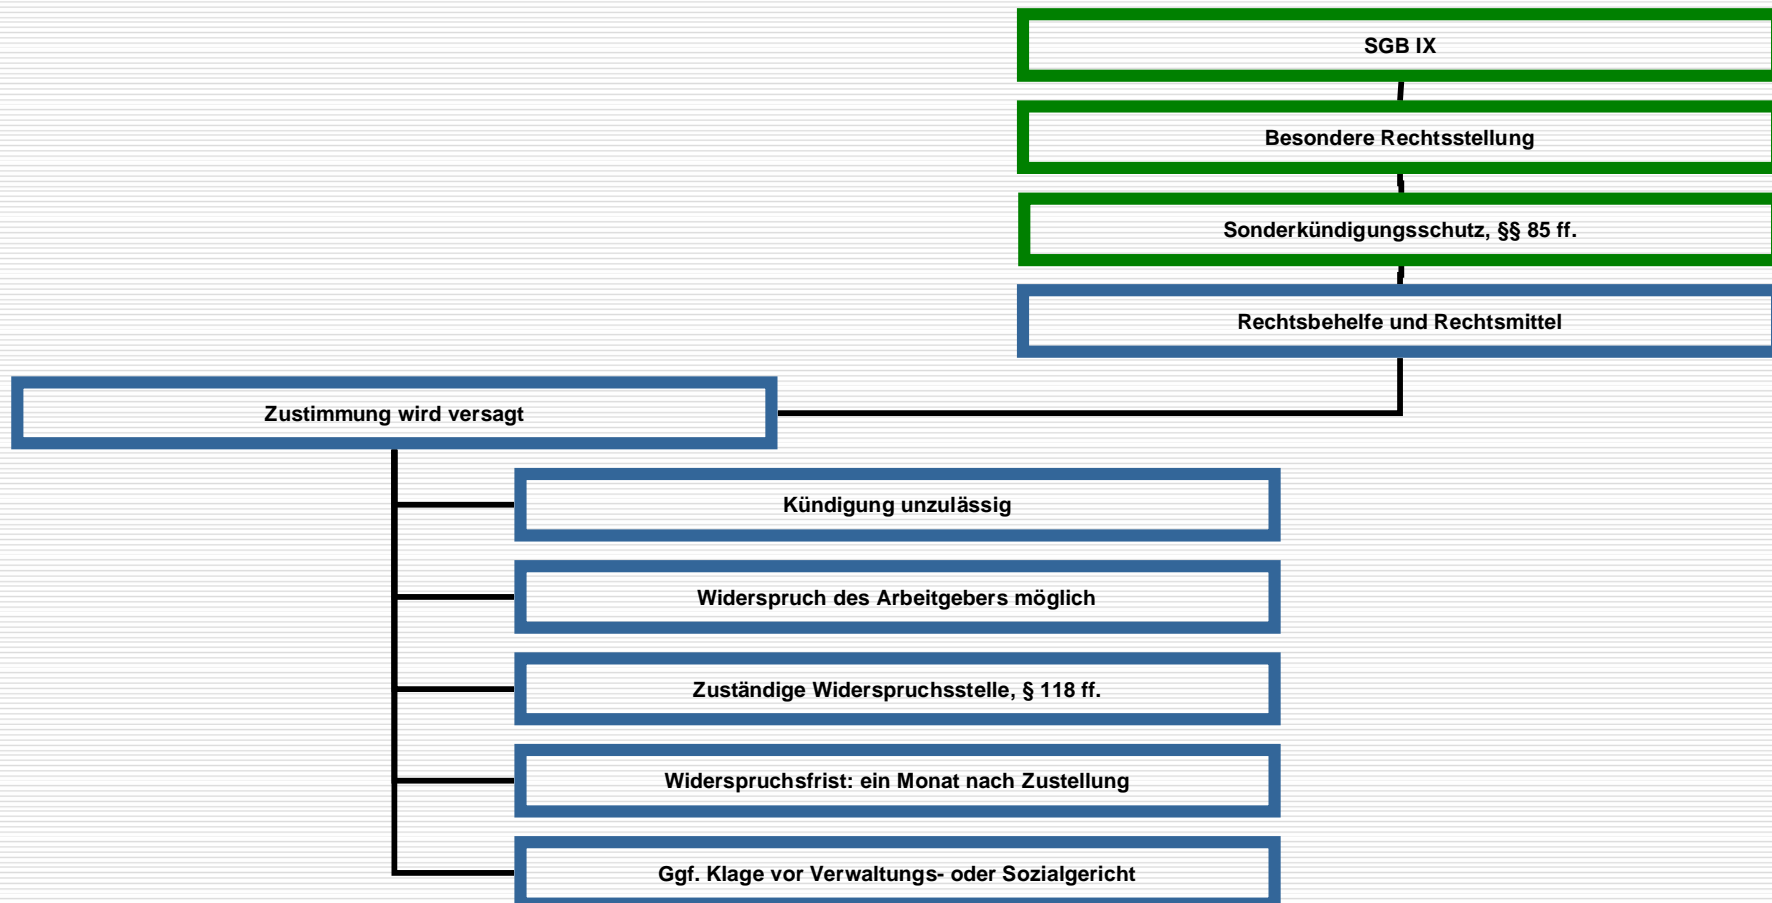 SGB IX
Besondere Rechtsstellung
Sonderkündigungsschutz, §§ 85 ff.
Rechtsbehelfe und Rechtsmittel
Zustimmung wird versagt
Kündigung unzulässig
Widerspruch des Arbeitgebers möglich
Zuständige Widerspruchsstelle, § 118 ff.
Widerspruchsfrist: ein Monat nach Zustellung
Ggf. Klage vor Verwaltungs- oder Sozialgericht